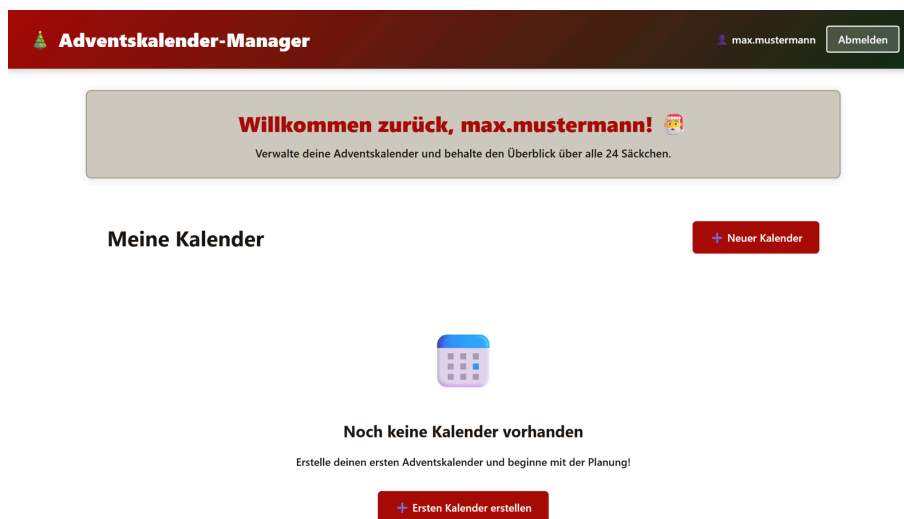 Adventskalender-Manager
max.mustermann
Abmelden
Willkommen zurück, max.mustermann!
Verwalte deine Adventskalender und behalte den Überblick über alle 24 Säckchen.
Meine Kalender
Neuer Kalender
Noch keine Kalender vorhanden
Erstelle deinen ersten Adventskalender und beginne mit der Planung!
Ersten Kalender erstellen